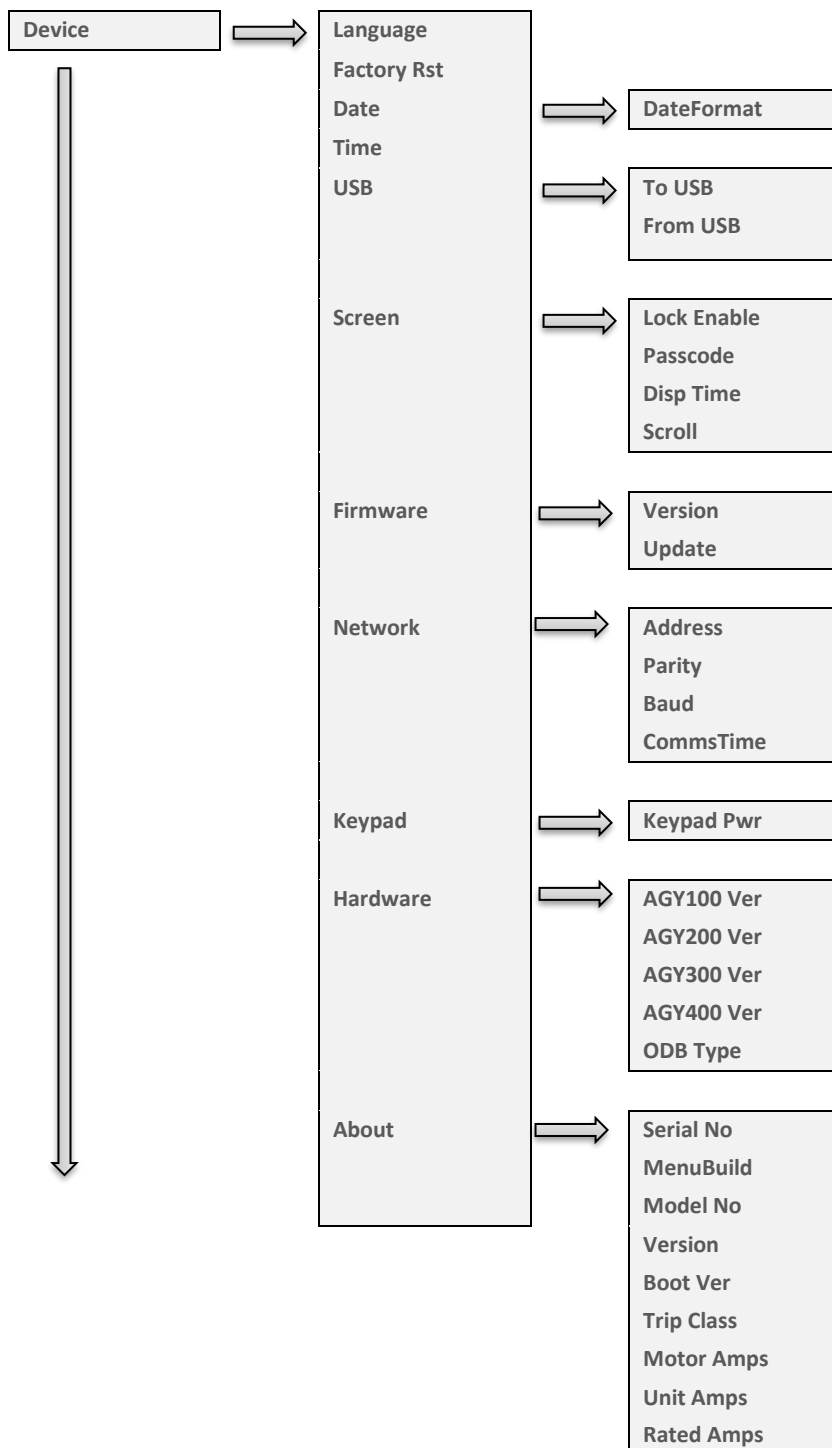 Device
Language
Factory Rst
Date
DateFormat
Time
USB
To USB
From USB
Screen
Lock Enable
Passcode
Disp Time
Scroll
Firmware
Version
Update
Network
Address
Parity
Baud
CommsTime
Keypad
Keypad Pwr
Hardware
AGY100 Ver
AGY200 Ver
AGY300 Ver
AGY400 Ver
ODB Type
About
Serial No
MenuBuild
Model No
Version
Boot Ver
Trip Class
Motor Amps
Unit Amps
Rated Amps